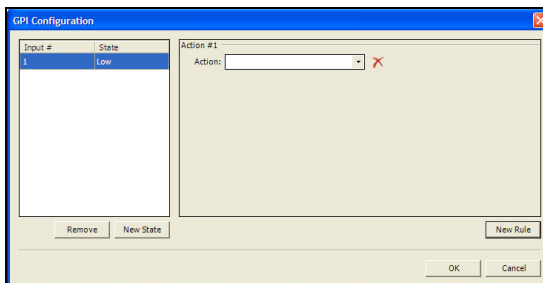 GPI Configuration
Input # State
1 Low
Action #1
Action:
Remove New State
New Rule
OK Cancel